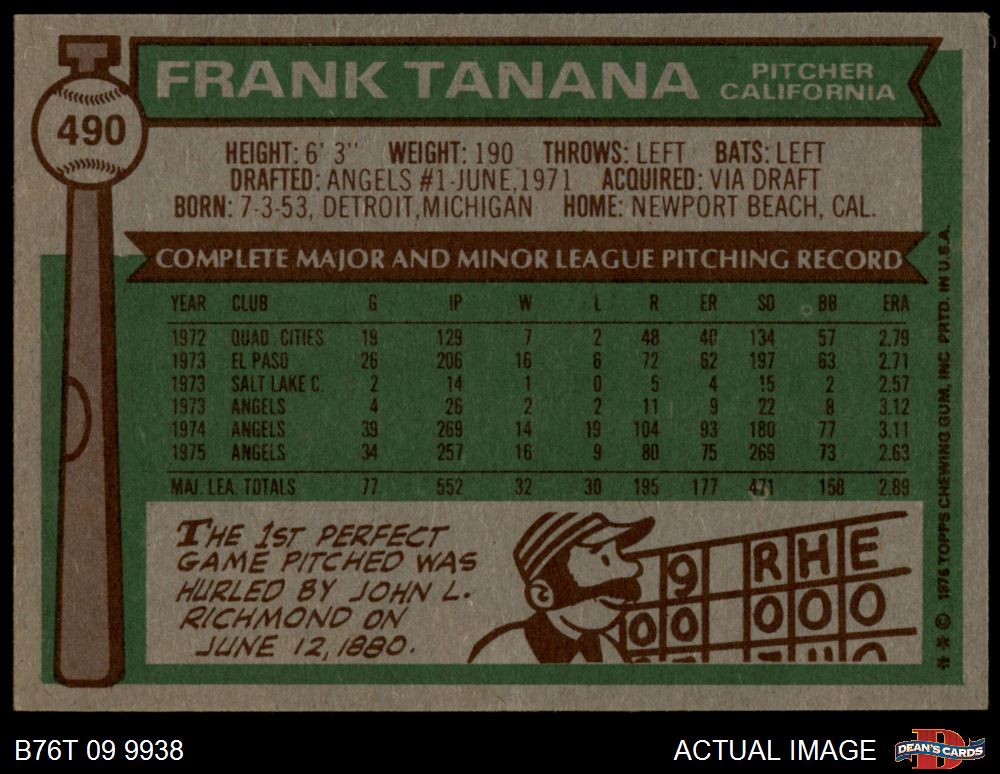 FRANK TANANA
PITCHER
CALIFORNIA
490
HEIGHT: 6' 3" WEIGHT: 190 THROWS: LEFT BATS: LEFT
DRAFTED: ANGELS #1-JUNE,1971 ACQUIRED: VIA DRAFT
BORN: 7-3-53, DETROIT,MICHIGAN HOME: NEWPORT BEACH, CAL.
COMPLETE MAJOR AND MINOR LEAGUE PITCHING RECORD
YEAR CLUB G IP W L R ER SO BB ERA
1972 QUAD CITIES 19 129 7 2 48 40 134 57 2.79
1973 EL PASO 26 206 16 6 72 62 197 63 2.71
1973 SALT LAKE C. 2 14 1 0 5 4 15 2 2.57
1973 ANGELS 4 26 2 2 11 9 22 8 3.12
1974 ANGELS 39 269 14 19 104 93 180 77 3.11
1975 ANGELS 34 257 16 9 80 75 269 73 2.63
MAJ. LEA. TOTALS 77 552 32 30 195 177 471 158 2.89
THE 1ST PERFECT
GAME PITCHED WAS
HURLED BY JOHN L.
RICHMOND ON
JUNE 12, 1880.
9 R H E
0 0 0 0 0
** © 1976 TOPPS CHEWING GUM, INC PRTD. IN U.S.A.
B76T 09 9938
ACTUAL IMAGE
DEAN'S CARDS